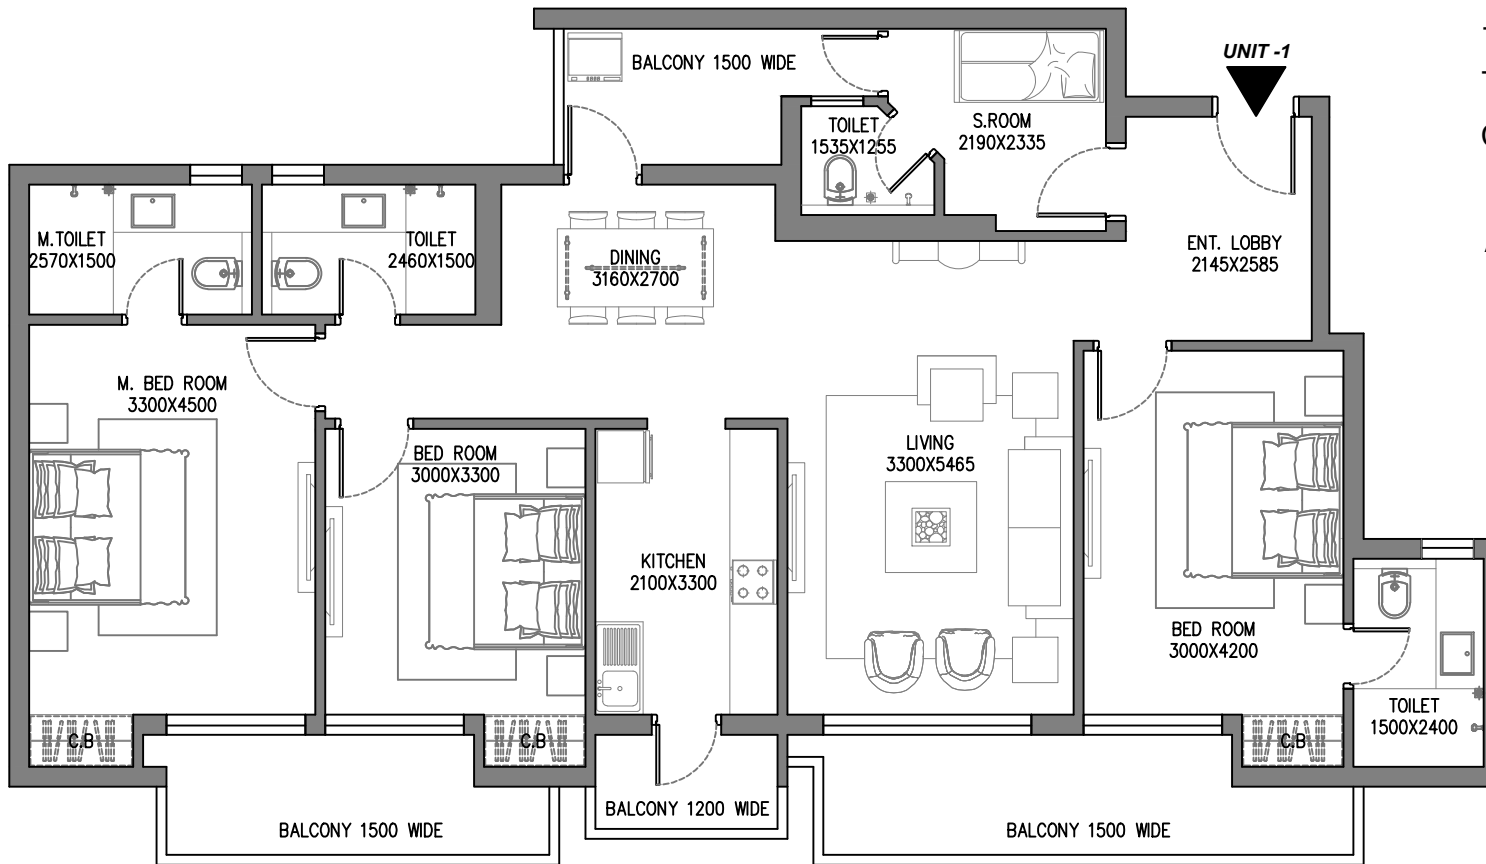 UNIT -1
BALCONY 1500 WIDE
TOILET
1535X1255
S.ROOM
2190X2335
M.TOILET
2570X1500
TOILET
2460X1500
DINING
3160X2700
ENT. LOBBY
2145X2585
M. BED ROOM
3300X4500
BED ROOM
3000X3300
LIVING
3300X5465
KITCHEN
2100X3300
BED ROOM
3000X4200
TOILET
1500X2400
C.B
C.B
C.B
BALCONY 1500 WIDE
BALCONY 1200 WIDE
BALCONY 1500 WIDE